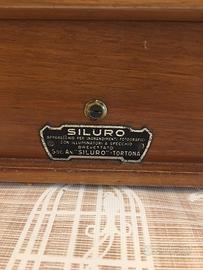 SILURO
APPARECCHIO PER INGRANDIMENTI FOTOGRAFICI
CON ILLUMINATORI A SPECCHIO
BREVETTATO
SOC. AN. "SILURO" - TORTONA